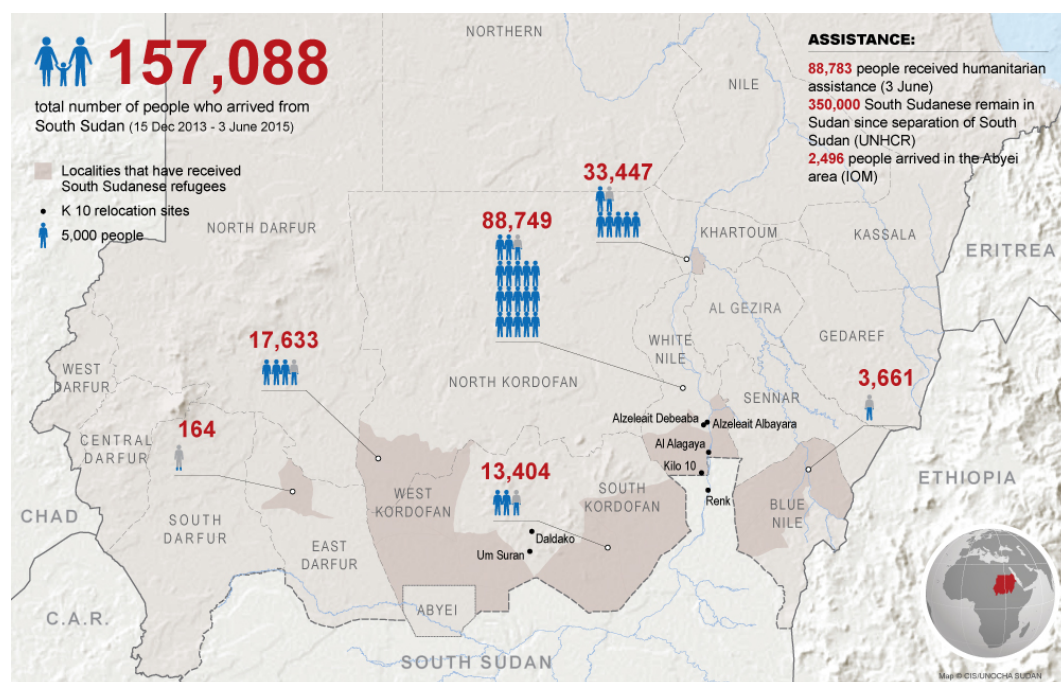 157,088
total number of people who arrived from
South Sudan (15 Dec 2013 - 3 June 2015)
Localities that have received
South Sudanese refugees
K 10 relocation sites
5,000 people
ASSISTANCE:
88,783 people received humanitarian
assistance (3 June)
350,000 South Sudanese remain in
Sudan since separation of South
Sudan (UNHCR)
2,496 people arrived in the Abyei
area (IOM)
NORTHERN
NILE
33,447
NORTH DARFUR
88,749
KHARTOUM
KASSALA
ERITREA
AL GEZIRA
17,633
WHITE
NILE
GEDAREF
WEST
DARFUR
NORTH KORDOFAN
3,661
SENNAR
164
Alzeleait Debeaba
Alzeleait Albayara
CENTRAL
DARFUR
Al Alagaya
13,404
Kilo 10
ETHIOPIA
WEST
KORDOFAN
SOUTH
KORDOFAN
Renk
BLUE
NILE
CHAD
SOUTH
DARFUR
Daldako
Um Suran
EAST
DARFUR
ABYEI
C.A.R.
SOUTH SUDAN
Map © CIS/UNOCHA SUDAN